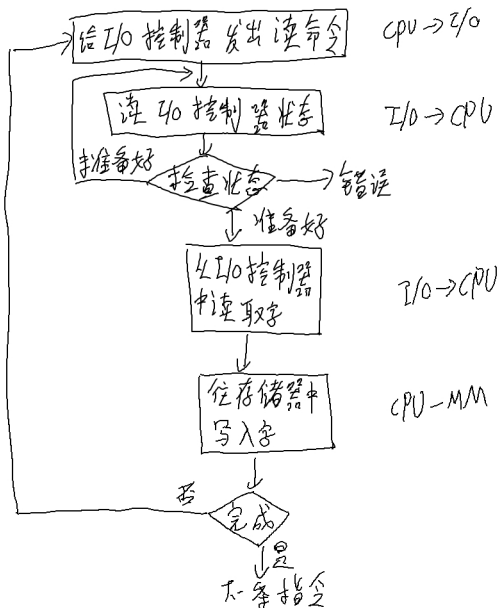 给I/O控制器发出读命令
CPU→I/O
读I/O控制器状态
I/O→CPU
未准备好
检查状态
错误
准备好
从I/O控制器
中读取字
I/O→CPU
往存储器中
写入字
CPU-MM
否
完成
是
下一条指令